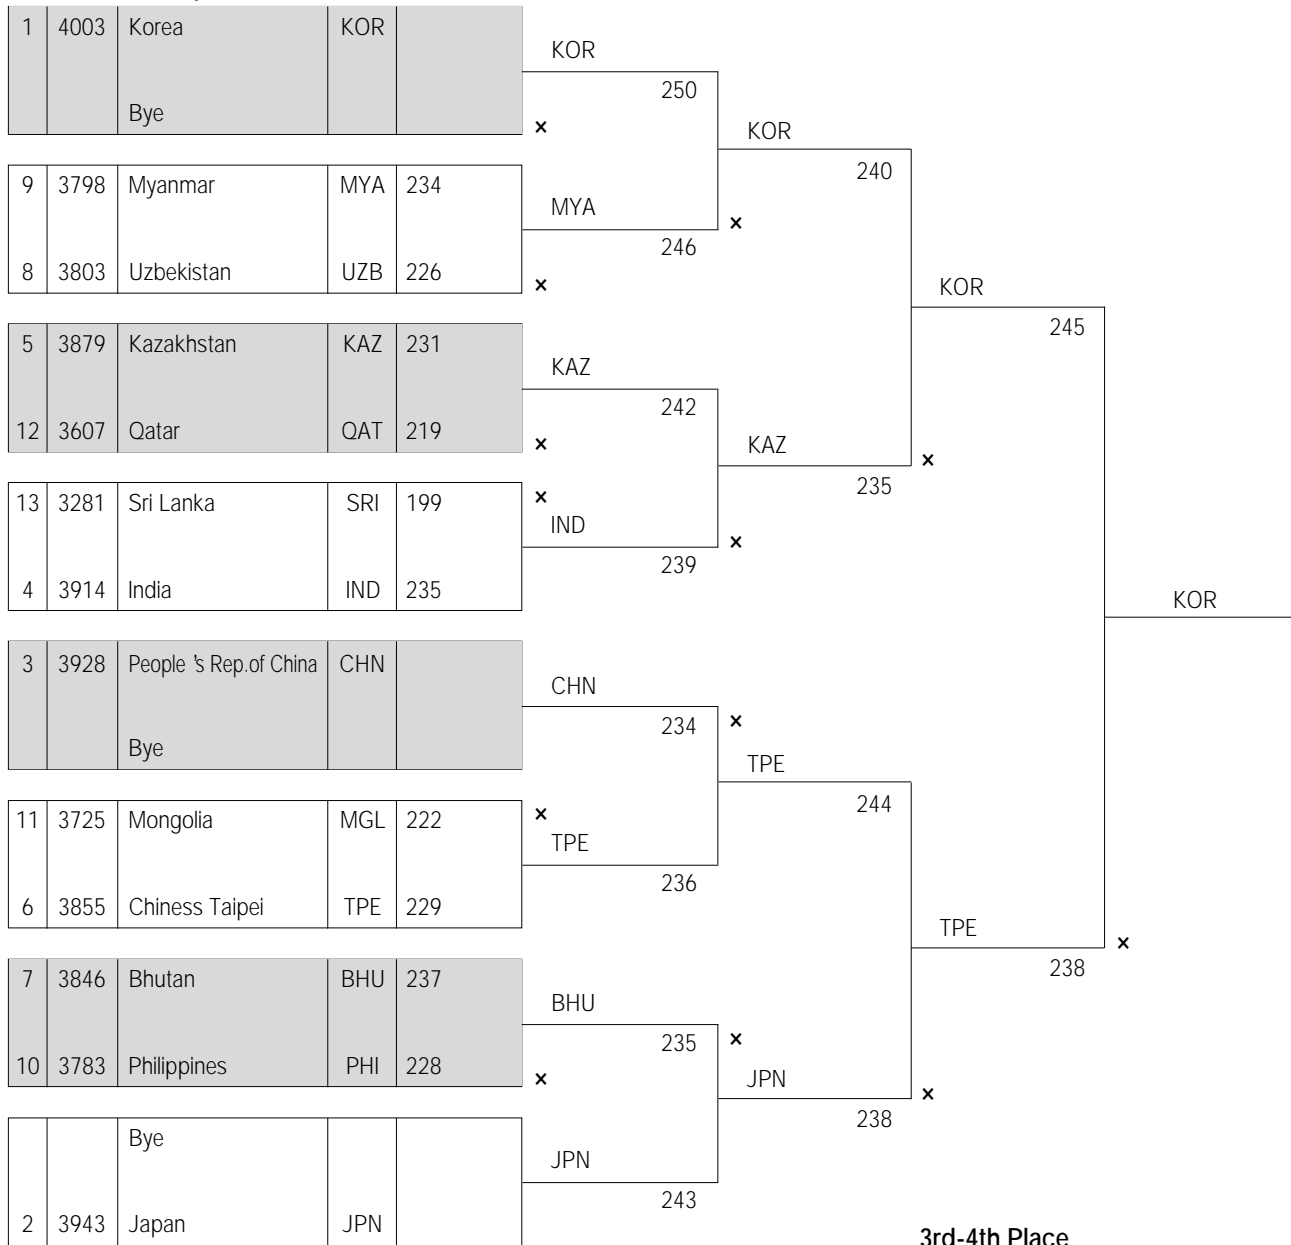 1 4003 Korea KOR
KOR
250
Bye
×
KOR
240
9 3798 Myanmar MYA 234
MYA
×
246
8 3803 Uzbekistan UZB 226
×
KOR
245
5 3879 Kazakhstan KAZ 231
KAZ
242
12 3607 Qatar QAT 219
×
KAZ
×
235
13 3281 Sri Lanka SRI 199
×
IND
×
239
4 3914 India IND 235
KOR
3 3928 People 's Rep.of China CHN
CHN
234
×
Bye
TPE
244
11 3725 Mongolia MGL 222
×
TPE
236
6 3855 Chiness Taipei TPE 229
TPE
×
238
7 3846 Bhutan BHU 237
BHU
235
×
10 3783 Philippines PHI 228
×
JPN
×
238
Bye
JPN
243
2 3943 Japan JPN
3rd-4th Place